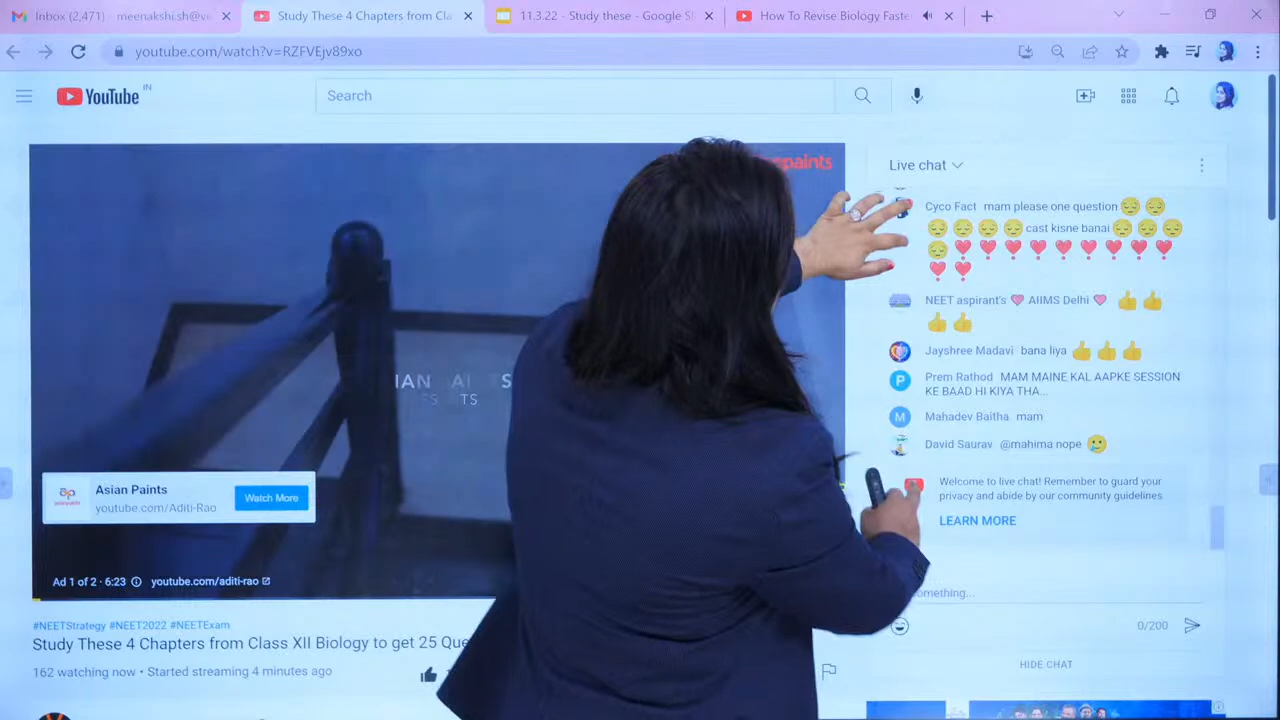 Inbox (2,471) meenakshi.sh@ve
Study These 4 Chapters from Cla
11.3.22 - Study these - Google Sl
How To Revise Biology Faste
youtube.com/watch?v=RZFVEjv89xo
YouTube IN
Search
paints
Live chat
Cyco Fact mam please one question 😔😔
😔😔😔😔😔 cast kisne banai 😔😔😔
😔❣❣❣❣❣❣❣❣❣
❣❣
NEET aspirant's 💗 AIIMS Delhi 💗 👍👍
👍👍
Jayshree Madavi bana liya 👍👍👍
P Prem Rathod MAM MAINE KAL AAPKE SESSION
KE BAAD HI KIYA THA...
M Mahadev Baitha mam
David Saurav @mahima nope 🥲
Welcome to live chat! Remember to guard your
privacy and abide by our community guidelines.
LEARN MORE
ap
asianpaints
Asian Paints
youtube.com/Aditi-Rao
Watch More
Ad 1 of 2 · 6:23 youtube.com/aditi-rao
omething...
0/200
HIDE CHAT
#NEETStrategy #NEET2022 #NEETExam
Study These 4 Chapters from Class XII Biology to get 25 Que
162 watching now • Started streaming 4 minutes ago